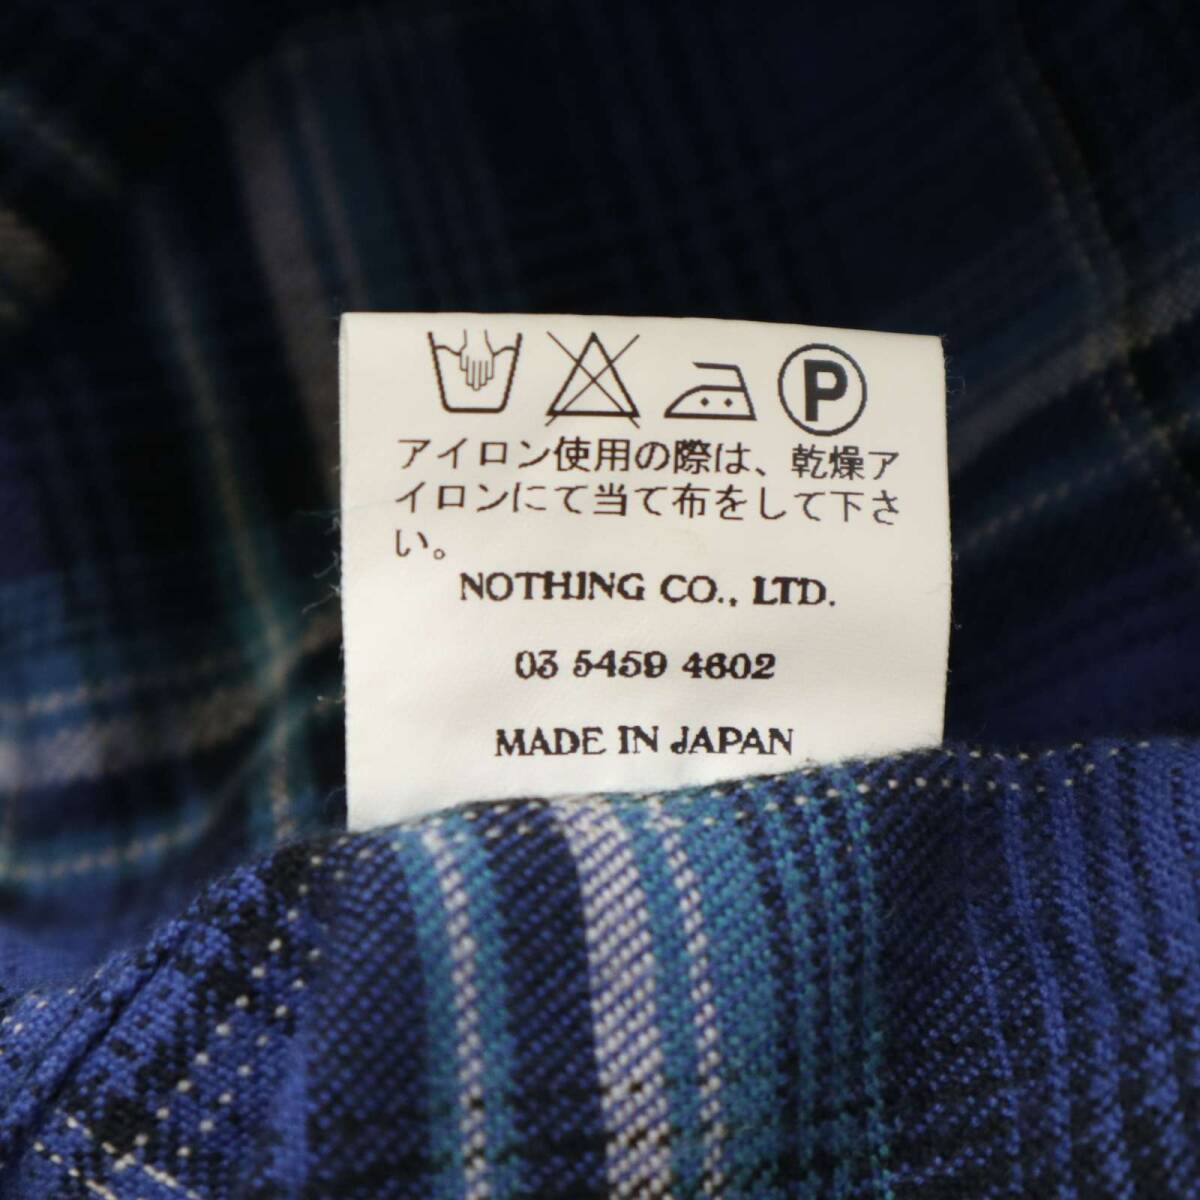 P
アイロン使用の際は、乾燥ア
イロンにて当て布をして下さ
い。
NOTHING CO., LTD.
03 5459 4602
MADE IN JAPAN